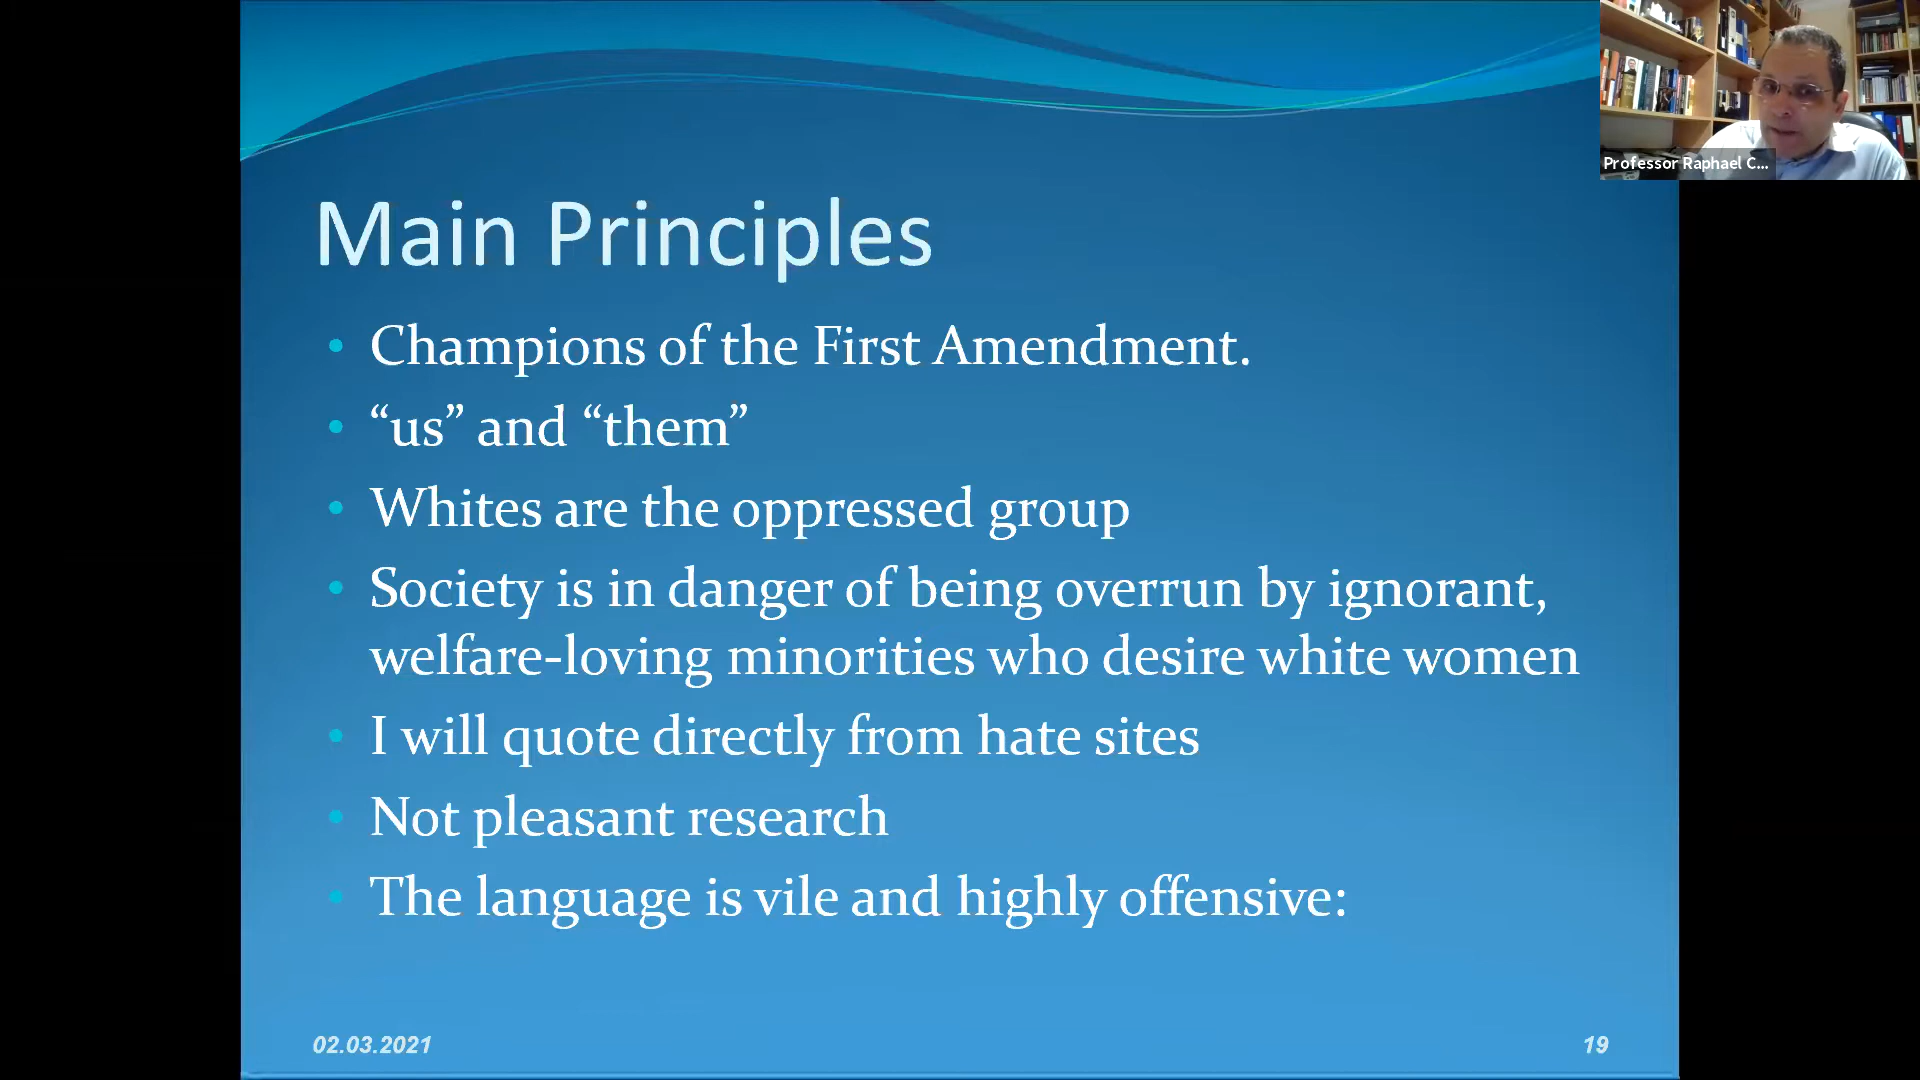 Professor Raphael C...
Main Principles
• Champions of the First Amendment.
• “us” and “them”
• Whites are the oppressed group
• Society is in danger of being overrun by ignorant,
welfare-loving minorities who desire white women
• I will quote directly from hate sites
• Not pleasant research
• The language is vile and highly offensive:
02.03.2021
19